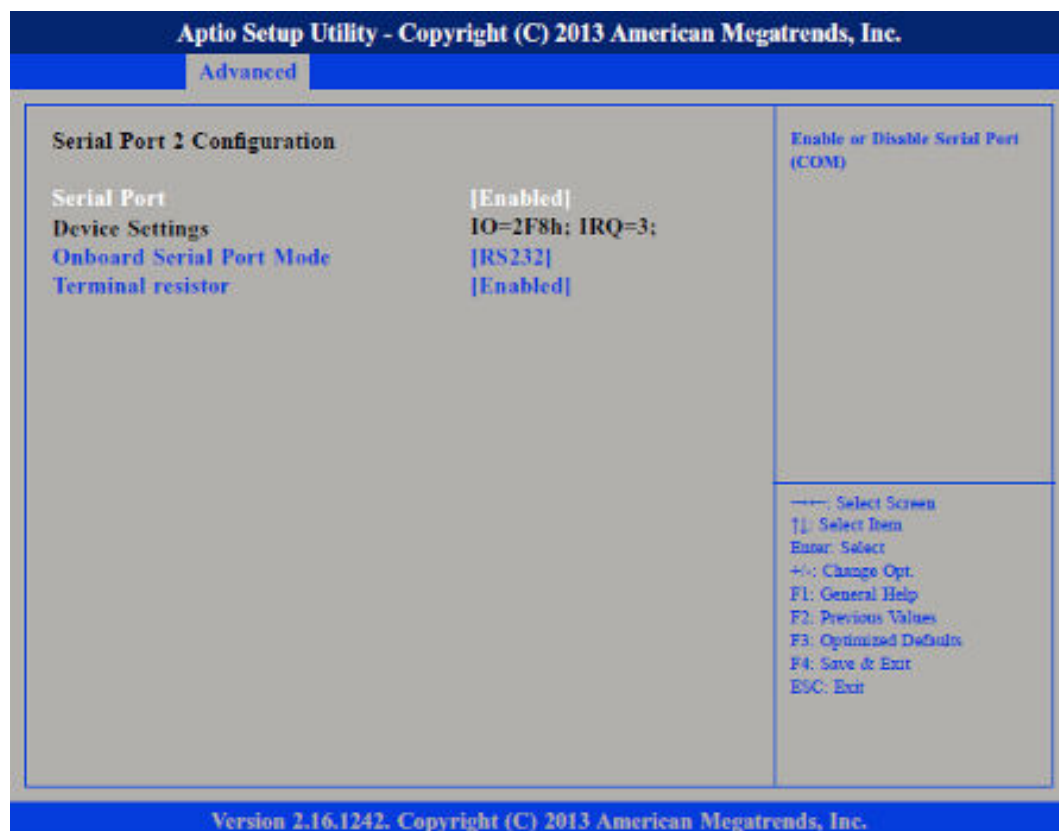 Aptio Setup Utility - Copyright (C) 2013 American Megatrends, Inc.
Advanced
Serial Port 2 Configuration
Serial Port [Enabled]
Device Settings IO=2F8h; IRQ=3;
Onboard Serial Port Mode [RS232]
Terminal resistor [Enabled]
Enable or Disable Serial Port
(COM)
→←: Select Screen
↑↓: Select Item
Enter: Select
+/-: Change Opt.
F1: General Help
F2: Previous Values
F3: Optimized Defaults
F4: Save & Exit
ESC: Exit
Version 2.16.1242. Copyright (C) 2013 American Megatrends, Inc.